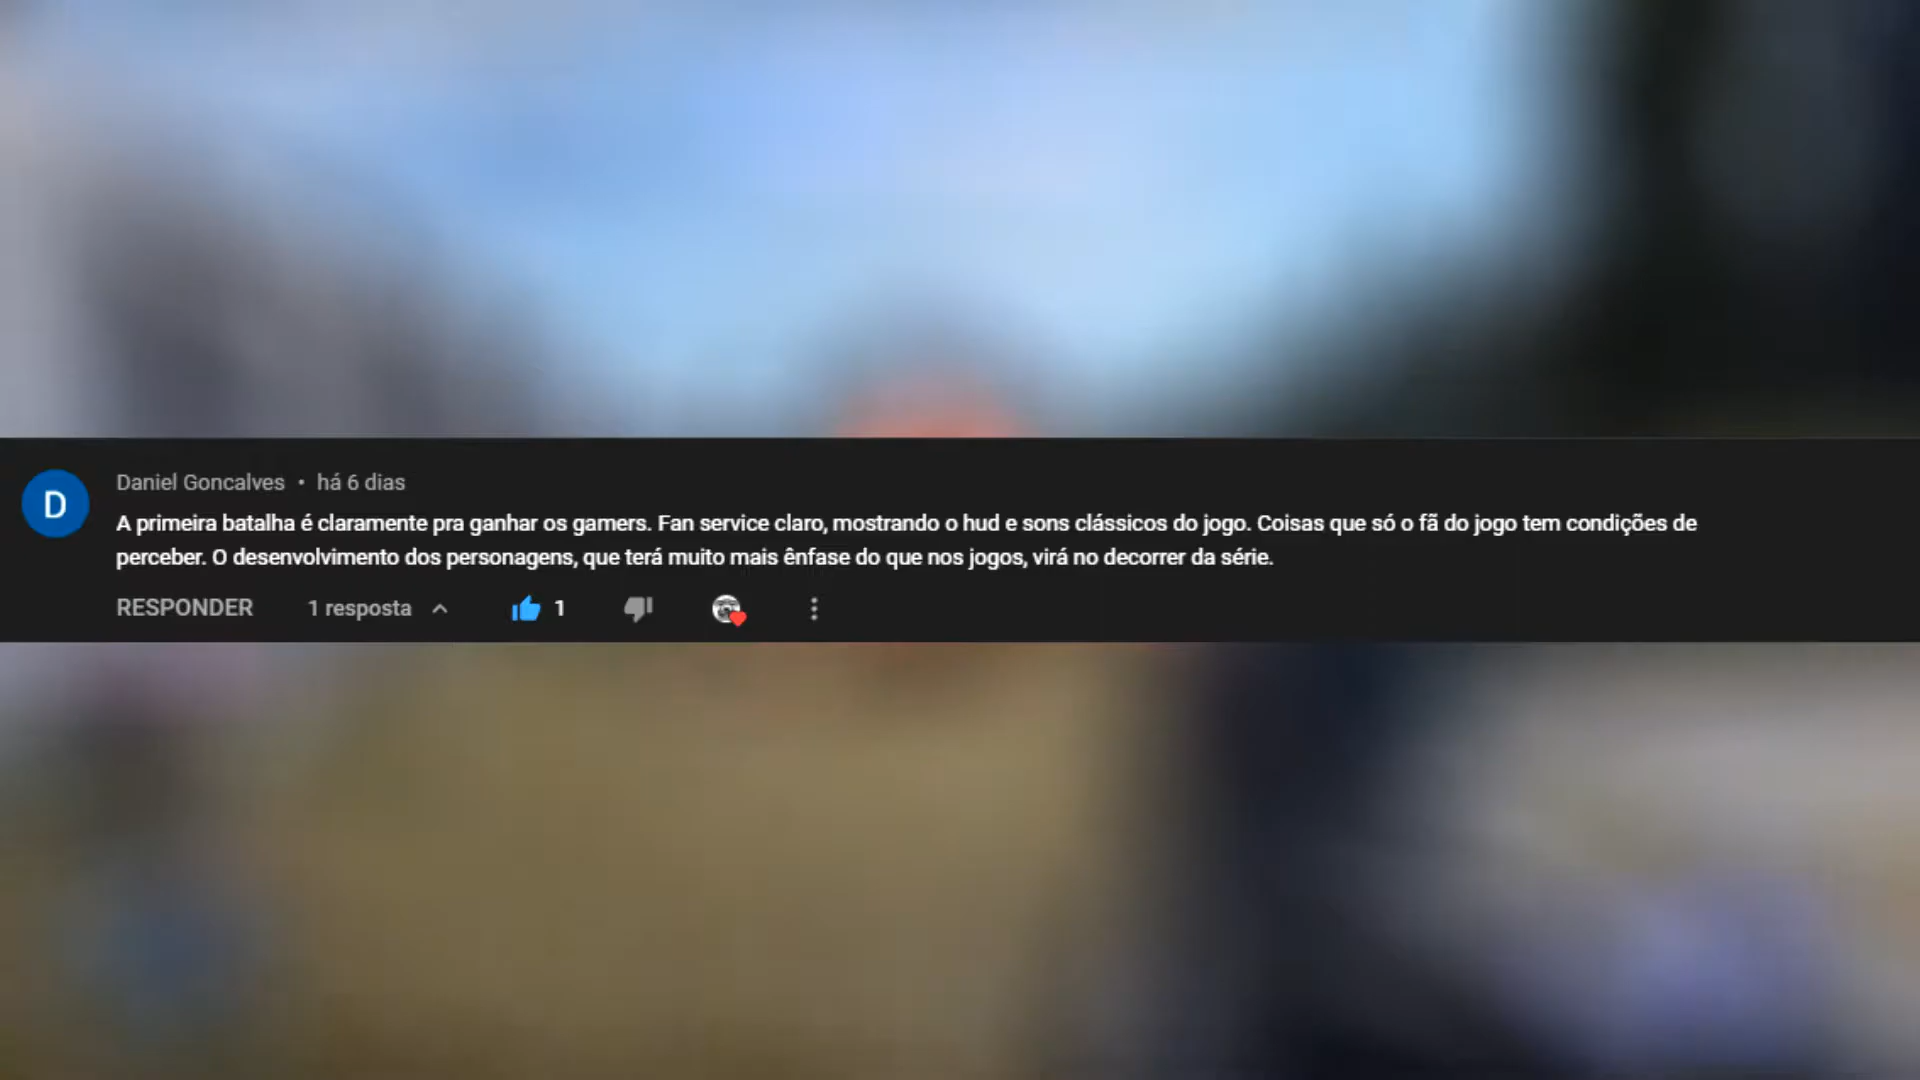 D
Daniel Goncalves • há 6 dias
A primeira batalha é claramente pra ganhar os gamers. Fan service claro, mostrando o hud e sons clássicos do jogo. Coisas que só o fã do jogo tem condições de
perceber. O desenvolvimento dos personagens, que terá muito mais ênfase do que nos jogos, virá no decorrer da série.
RESPONDER 1 resposta 1